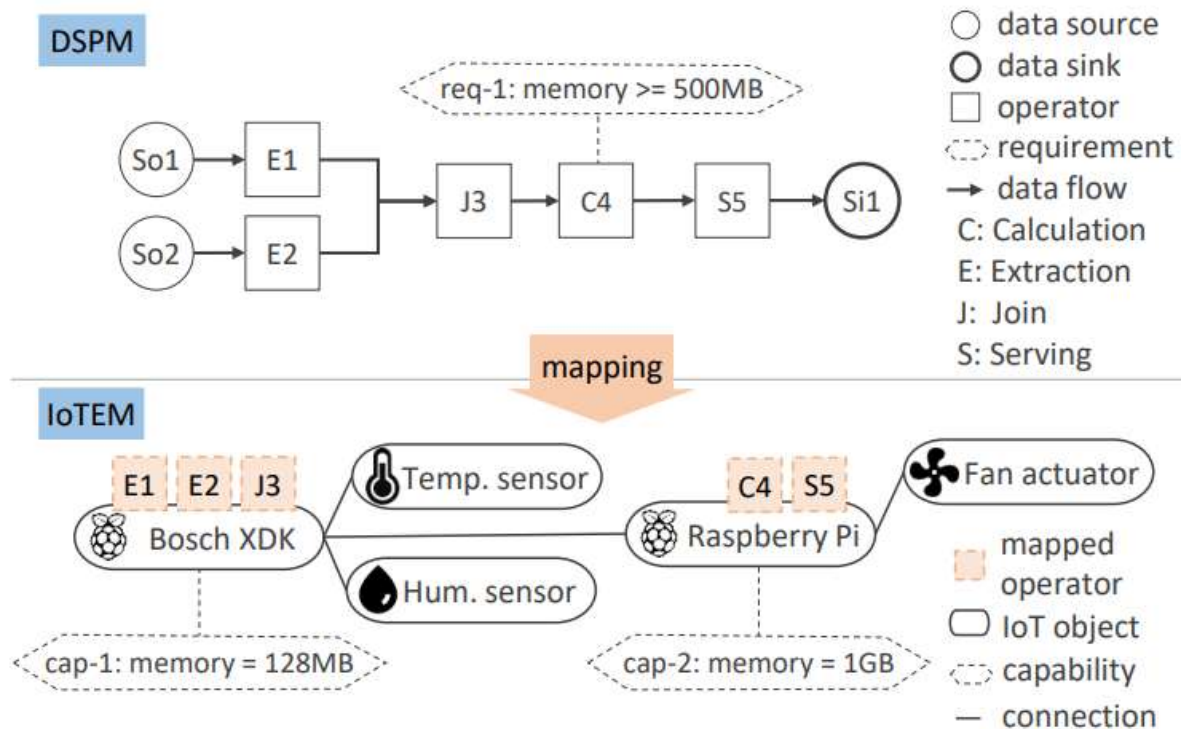 DSPM
req-1: memory >= 500MB
So1
E1
So2
E2
J3
C4
S5
Si1
data source
data sink
operator
requirement
data flow
C: Calculation
E: Extraction
J: Join
S: Serving
mapping
IoTEM
E1 E2 J3
Bosch XDK
Temp. sensor
Hum. sensor
C4 S5
Raspberry Pi
Fan actuator
cap-1: memory = 128MB
cap-2: memory = 1GB
mapped
operator
IoT object
capability
connection